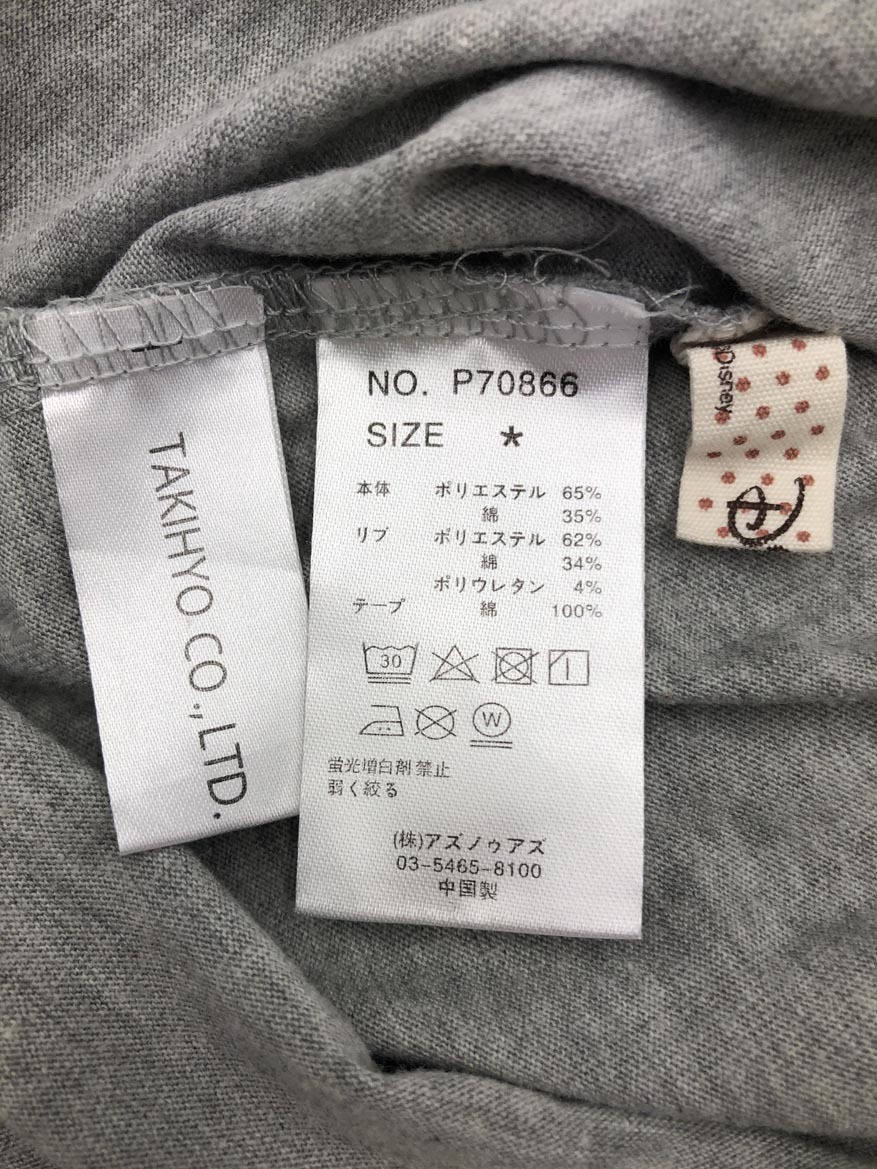 TAKIHYO CO.,LTD.
NO. P70866
SIZE *
本体 ポリエステル 65%
綿 35%
リブ ポリエステル 62%
綿 34%
ポリウレタン 4%
テープ 綿 100%
30
W
蛍光増白剤禁止
弱く絞る
(株)アズノゥアズ
03-5465-8100
中国製
Disney